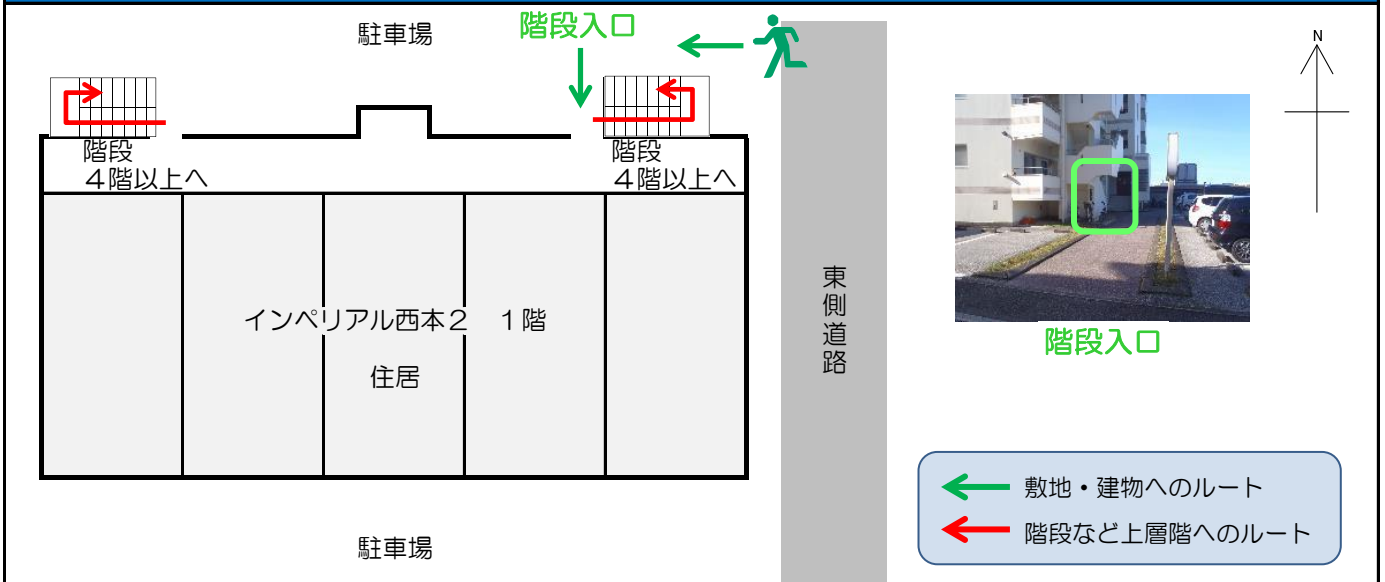 駐車場
階段入口
N
階段
４階以上へ
階段
４階以上へ
インペリアル西本２　１階
住居
東側道路
階段入口
敷地・建物へのルート
階段など上層階へのルート
駐車場